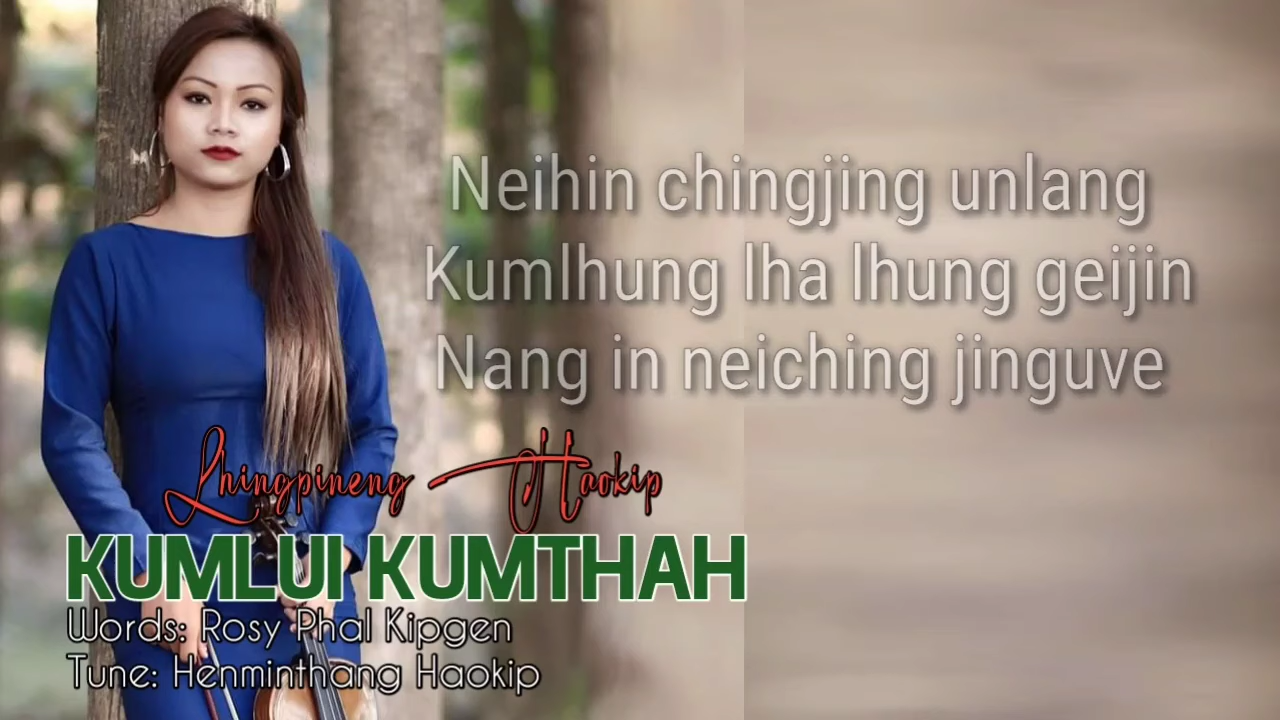 Neihin chingjing unlang
Kumlhung lha lhung geijin
Nang in neiching jinguve
Lhingpineng Haokip
KUMLUI KUMTHAH
Words: Rosy Phal Kipgen
Tune: Henminthang Haokip